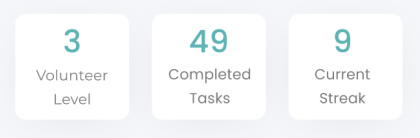 3
Volunteer
Level
49
Completed
Tasks
9
Current
Streak